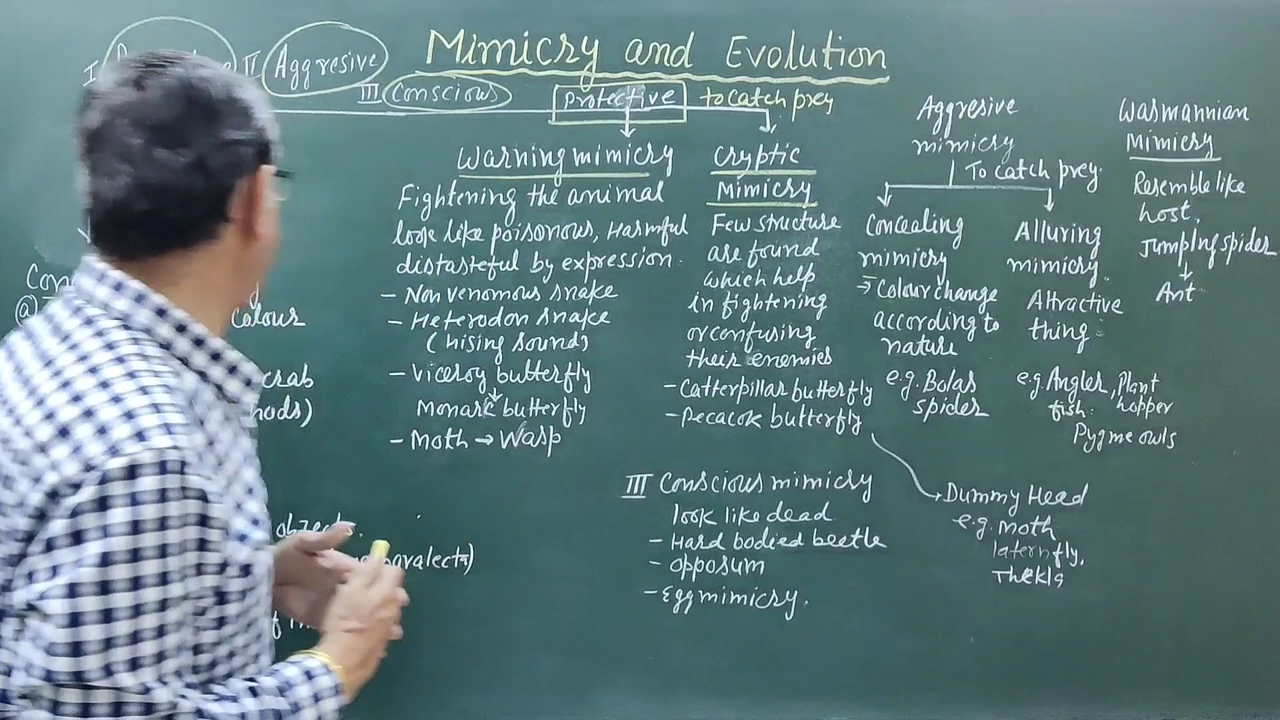 Mimicry and Evolution
I
II Aggresive
III Conscious
protective
to catch prey
Warning mimicry
Fightening the animal
look like poisonous, Harmful
distasteful by expression.
- Non venomous snake
- Heterodon snake
(hising sound)
- Viceroy butterfly
Monark butterfly
- Moth → Wasp
Cryptic
Mimicry
Few structure
are found
which help
in fightening
or confusing
their enemies
- Catterpillar butterfly
- Pecacok butterfly
Dummy Head
e.g. Moth
latern fly,
Thekla
Aggresive
mimicry
To catch prey.
Concealing
mimicry
Colour change
according to
nature
e.g. Bolas
spider
Alluring
mimicry.
Attractive
thing
e.g. Angler, Plant
fish. hopper
Pygme owls
Wasmannian
Mimicry
Resemble like
host,
Jumping spider
↓
Ant
III Conscious mimicry
look like dead
- Hard bodied beetle
- opposum
- Egg mimicry.
Con
@
Colour
crab
objects.